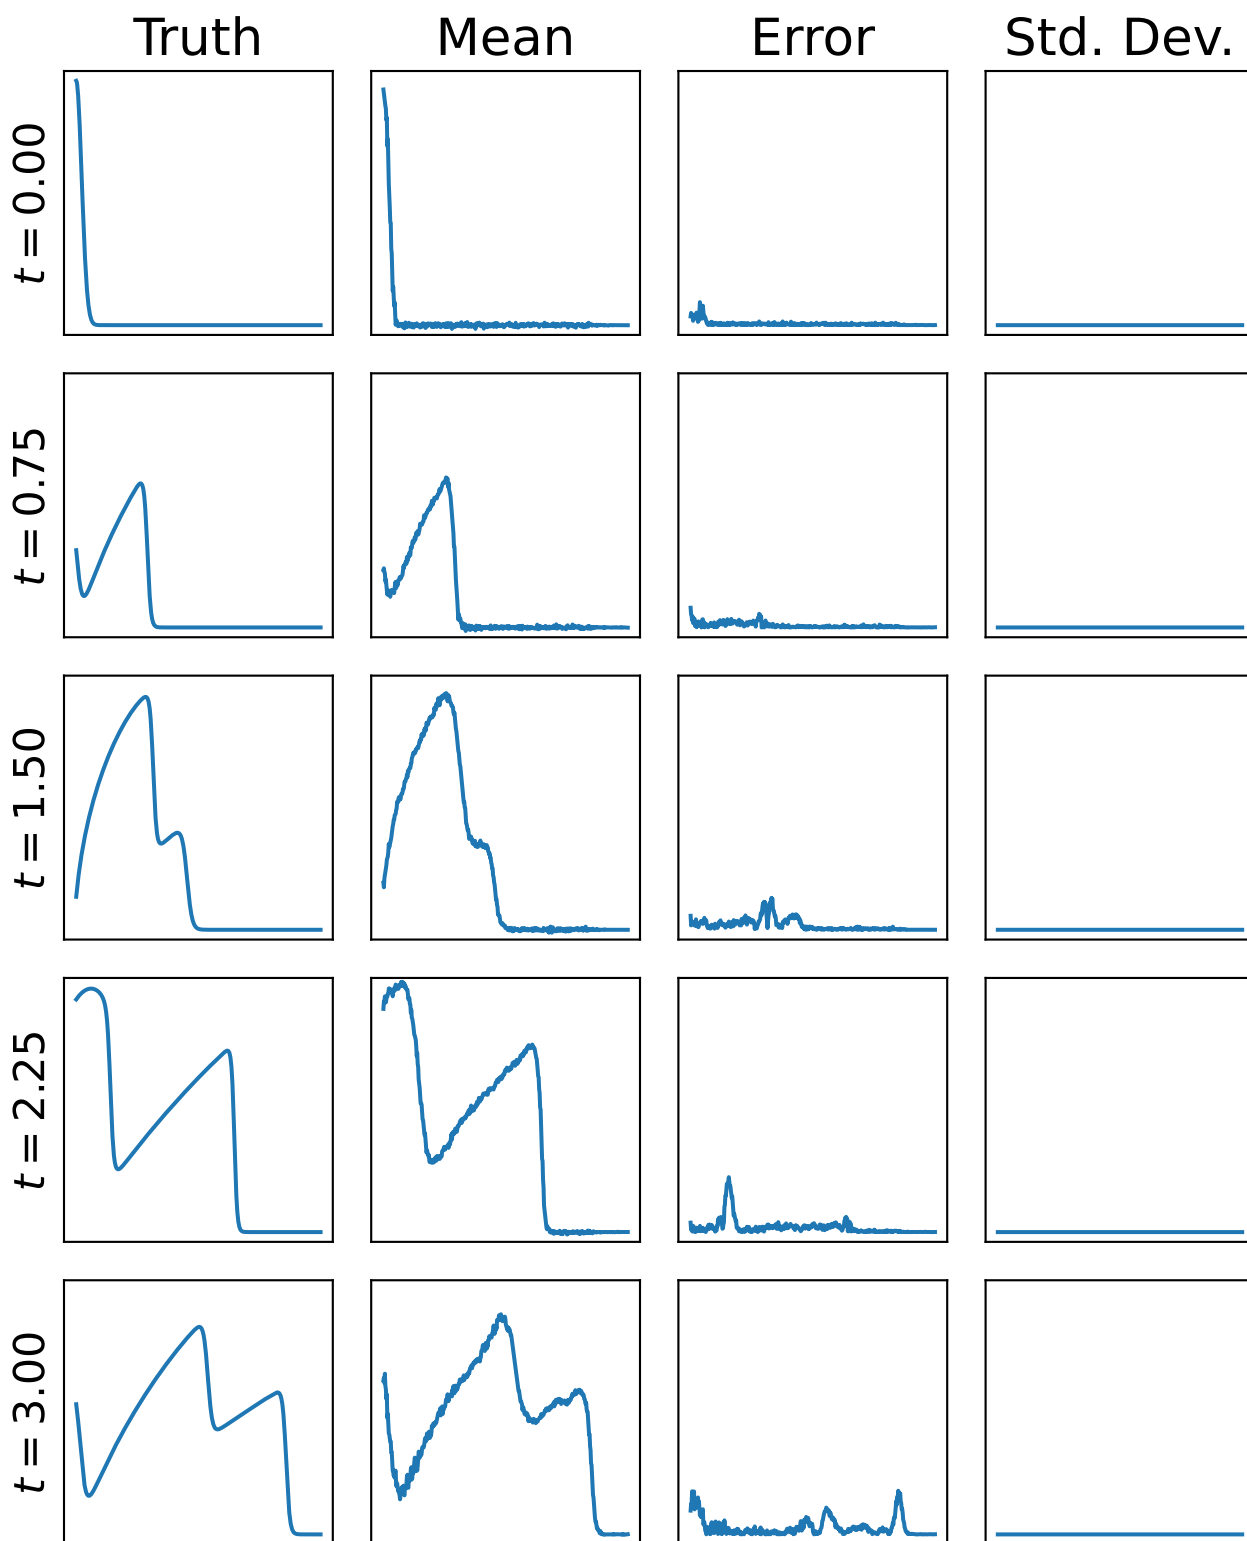 Truth Mean Error Std. Dev.
t = 0.00
t = 0.75
t = 1.50
t = 2.25
t = 3.00